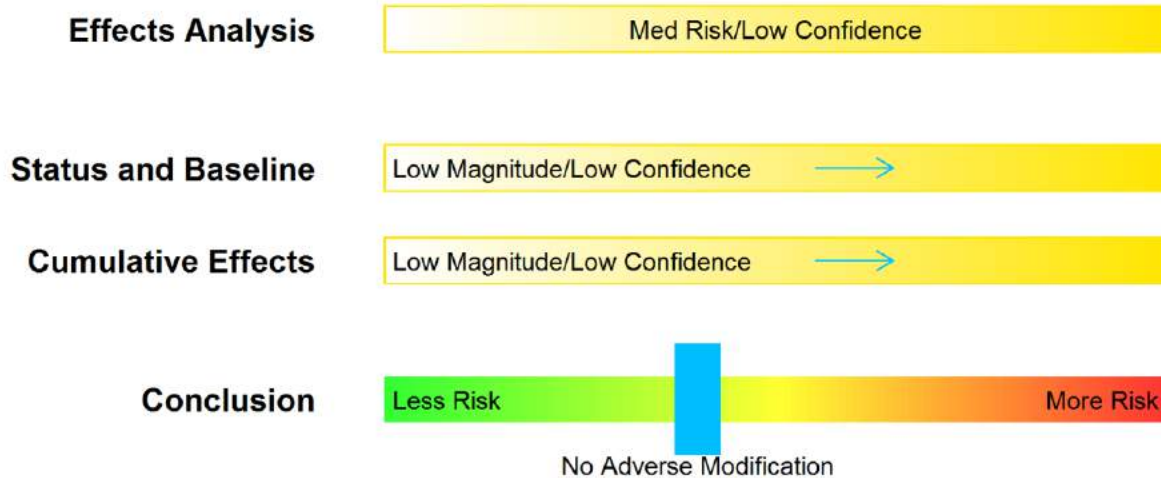 Effects Analysis
Med Risk/Low Confidence
Status and Baseline
Low Magnitude/Low Confidence
Cumulative Effects
Low Magnitude/Low Confidence
Conclusion
Less Risk
More Risk
No Adverse Modification